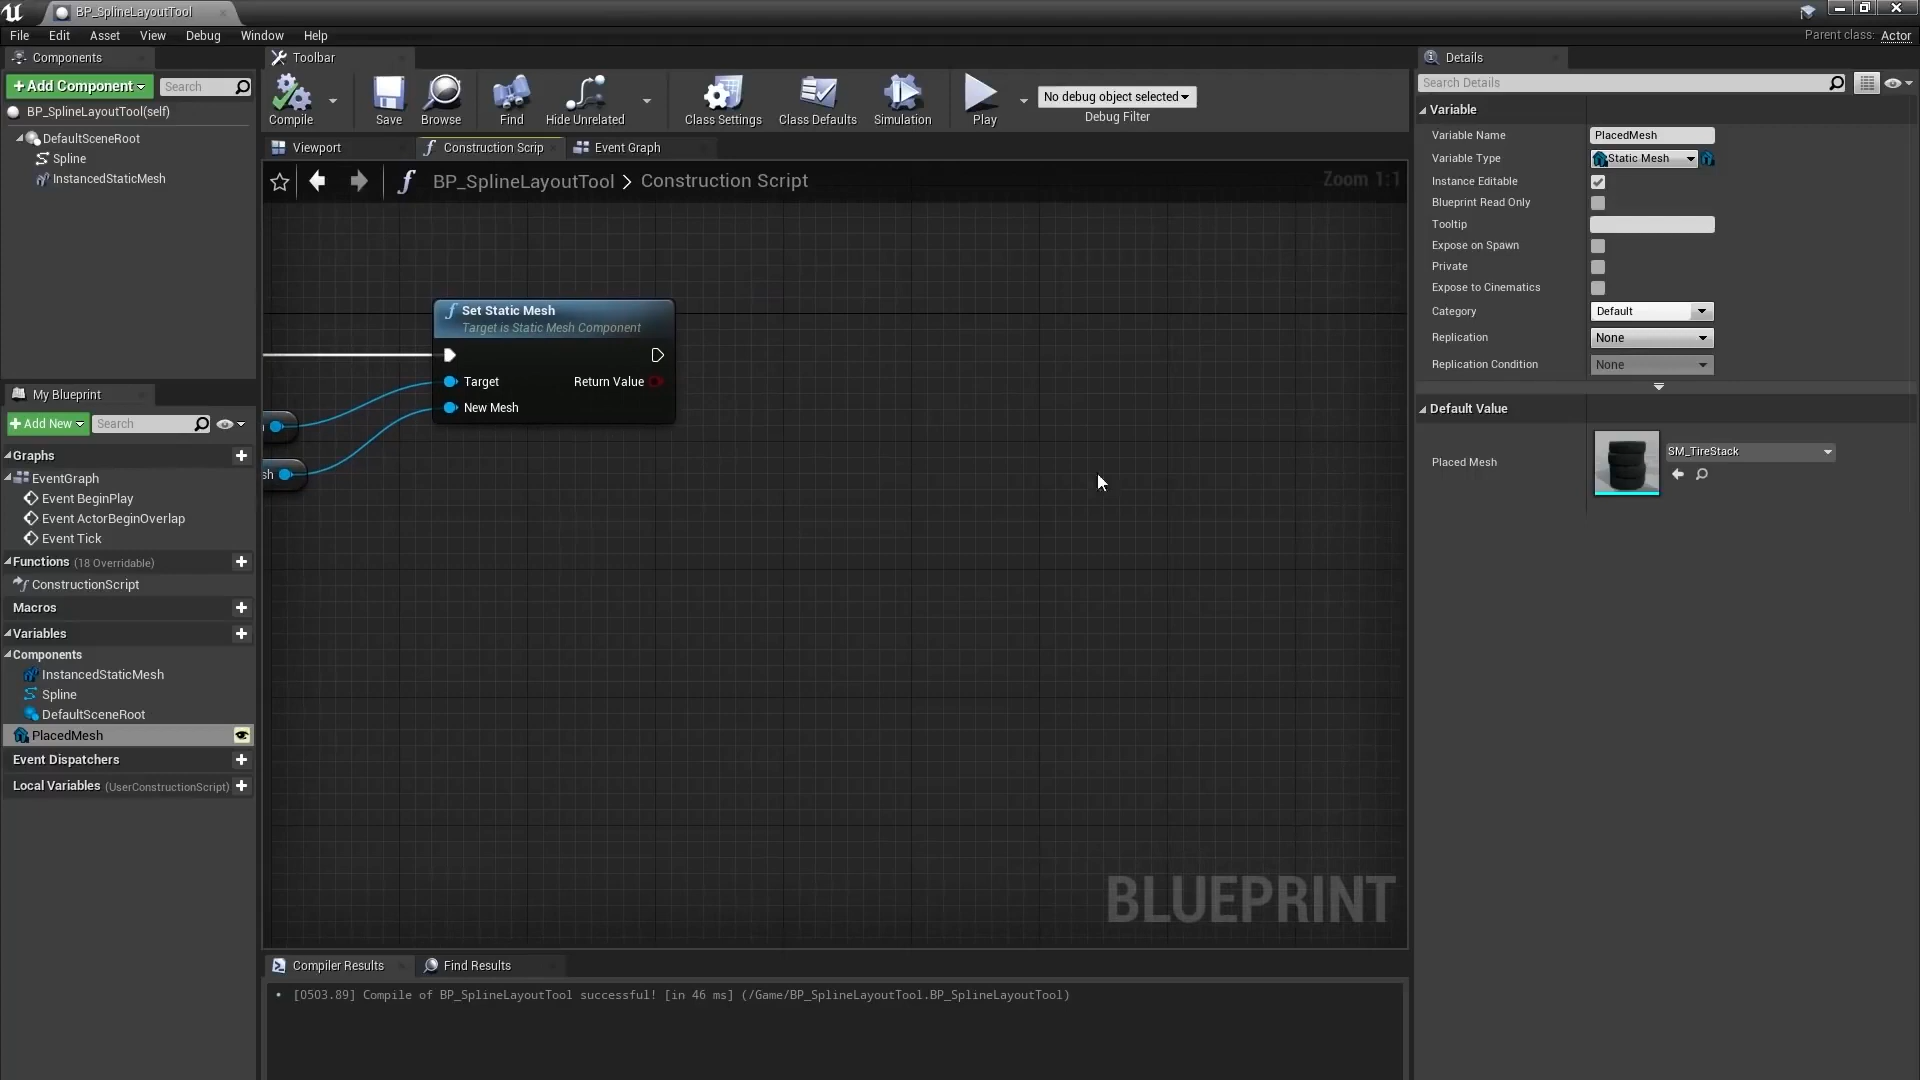 BP_SplineLayoutTool
File Edit Asset View Debug Window Help
Parent class: Actor
Components
+Add Component
Search
BP_SplineLayoutTool(self)
DefaultSceneRoot
Spline
InstancedStaticMesh
My Blueprint
+Add New
Search
Graphs
EventGraph
Event BeginPlay
Event ActorBeginOverlap
Event Tick
Functions (18 Overridable)
ConstructionScript
Macros
Variables
Components
InstancedStaticMesh
Spline
DefaultSceneRoot
PlacedMesh
Event Dispatchers
Local Variables (UserConstructionScript)
Toolbar
Compile
Save
Browse
Find
Hide Unrelated
Class Settings
Class Defaults
Simulation
Play
No debug object selected
Debug Filter
Viewport
Construction Scrip
Event Graph
BP_SplineLayoutTool > Construction Script
Zoom 1:1
Set Static Mesh
Target is Static Mesh Component
Target
Return Value
New Mesh
sh
BLUEPRINT
Compiler Results
Find Results
[0503.89] Compile of BP_SplineLayoutTool successful! [in 46 ms] (/Game/BP_SplineLayoutTool.BP_SplineLayoutTool)
Details
Search Details
Variable
Variable Name PlacedMesh
Variable Type Static Mesh
Instance Editable
Blueprint Read Only
Tooltip
Expose on Spawn
Private
Expose to Cinematics
Category Default
Replication None
Replication Condition None
Default Value
Placed Mesh
SM_TireStack